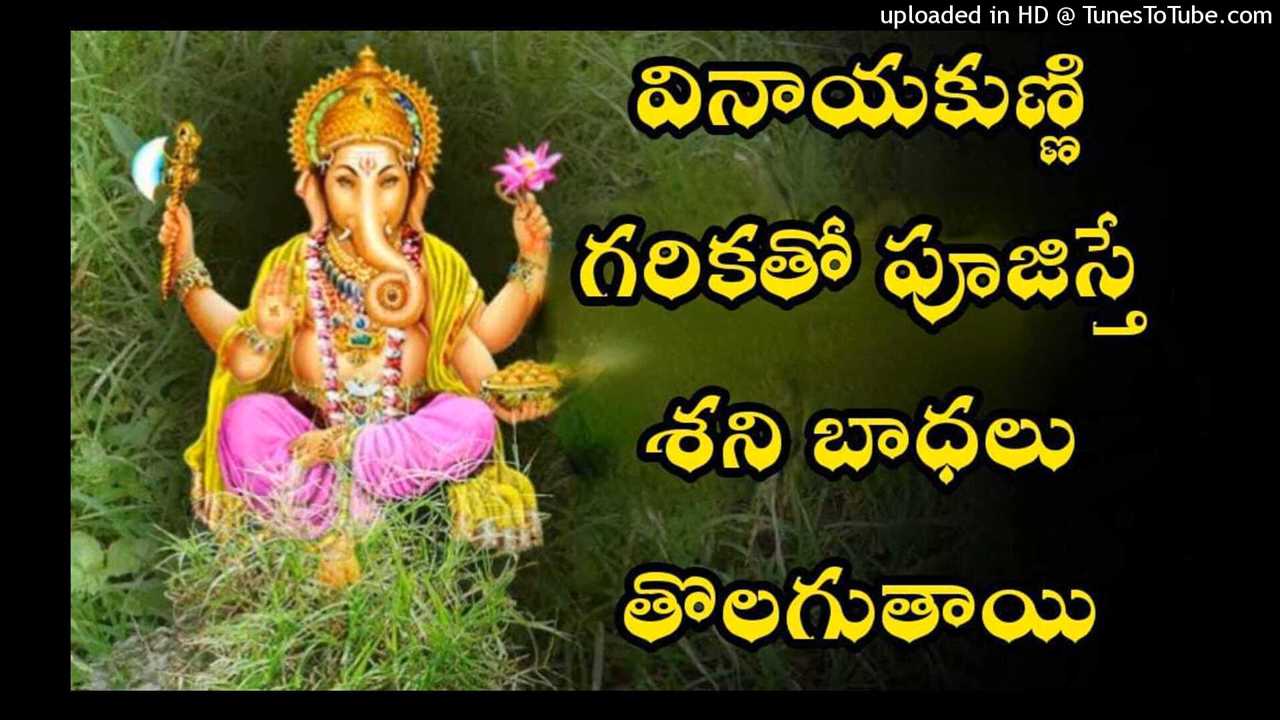 uploaded in HD @ TunesToTube.com
వినాయకుణ్ణి
గరికతో పూజిస్తే
శని బాధలు
తొలగుతాయి